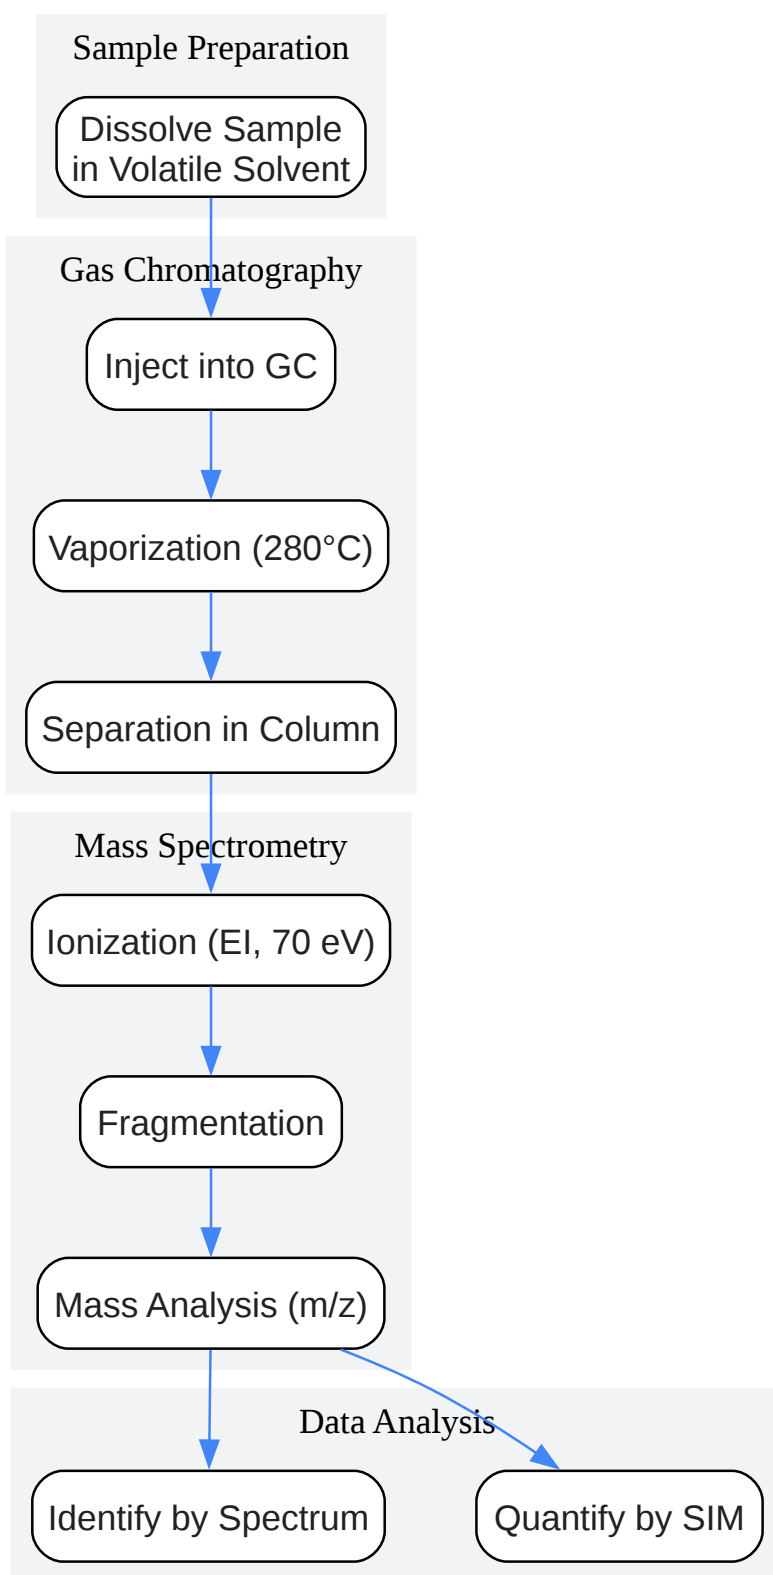 Sample Preparation
Dissolve Sample
in Volatile Solvent
Gas Chromatography
Inject into GC
Vaporization (280°C)
Separation in Column
Mass Spectrometry
Ionization (EI, 70 eV)
Fragmentation
Mass Analysis (m/z)
Data Analysis
Identify by Spectrum
Quantify by SIM